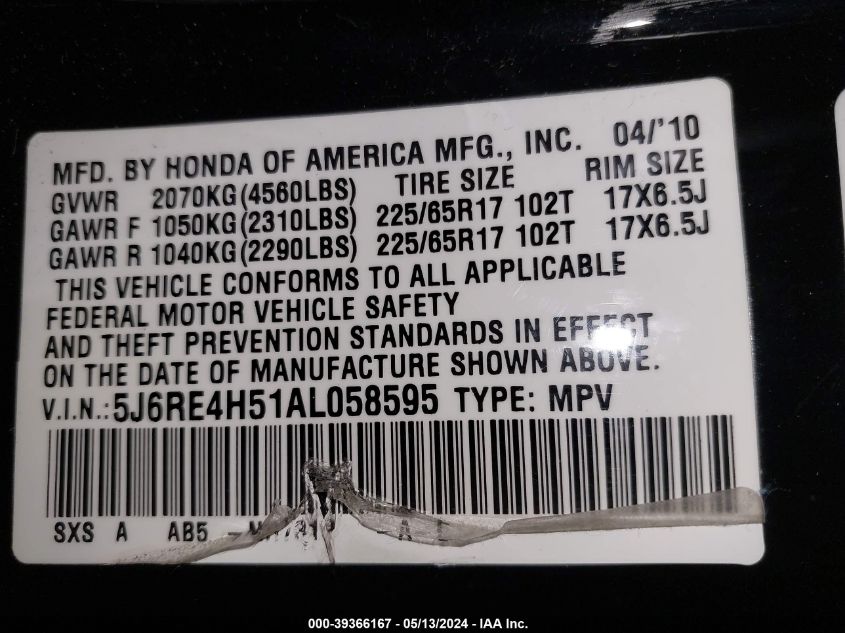 MFD. BY HONDA OF AMERICA MFG., INC. 04/'10
GVWR 2070KG(4560LBS) TIRE SIZE RIM SIZE
GAWR F 1050KG(2310LBS) 225/65R17 102T 17X6.5J
GAWR R 1040KG(2290LBS) 225/65R17 102T 17X6.5J
THIS VEHICLE CONFORMS TO ALL APPLICABLE
FEDERAL MOTOR VEHICLE SAFETY
AND THEFT PREVENTION STANDARDS IN EFFECT
ON THE DATE OF MANUFACTURE SHOWN ABOVE.
V.I.N.:5J6RE4H51AL058595 TYPE: MPV
SXS A AB5 -
000-39366167 - 05/13/2024 - IAA Inc.